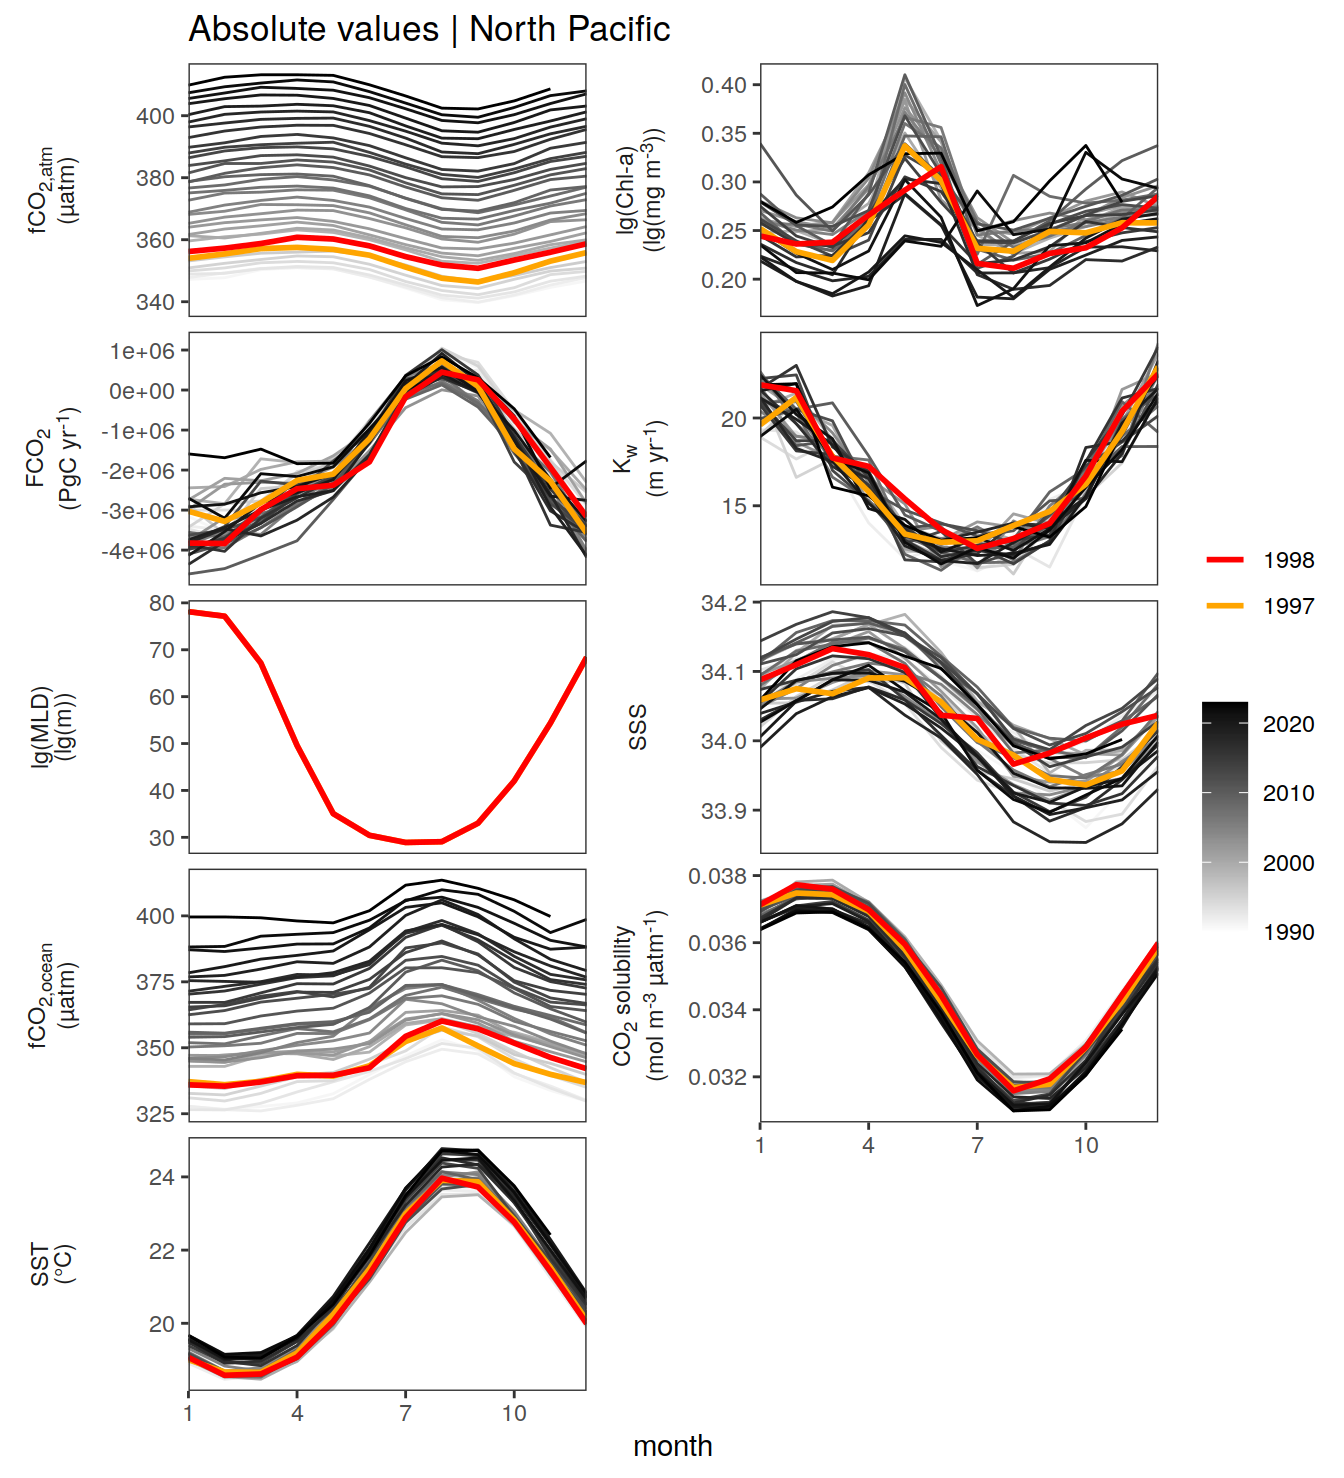 Absolute values | North Pacific
fCO2,atm
(µatm)
400
380
360
340
lg(Chl-a)
(lg(mg m-3))
0.40
0.35
0.30
0.25
0.20
FCO2
(PgC yr-1)
1e+06
0e+00
-1e+06
-2e+06
-3e+06
-4e+06
Kw
(m yr-1)
20
15
1998
1997
lg(MLD)
(lg(m))
80
70
60
50
40
30
SSS
34.2
34.1
34.0
33.9
2020
2010
2000
1990
fCO2,ocean
(µatm)
400
375
350
325
CO2 solubility
(mol m-3 µatm-1)
0.038
0.036
0.034
0.032
1 4 7 10
SST
(°C)
24
22
20
1 4 7 10
month